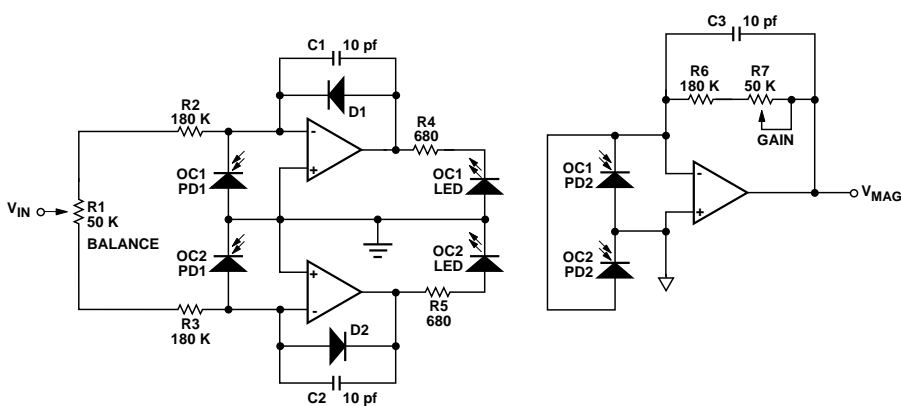 C1
10 pf
D1
R2
180 K
R4
680
-
+
OC1
PD1
OC1
LED
V_IN
R1
50 K
BALANCE
OC2
PD1
OC2
LED
+
-
R3
180 K
R5
680
D2
C2
10 pf
C3
10 pf
R6
180 K
R7
50 K
GAIN
OC1
PD2
-
+
V_MAG
OC2
PD2